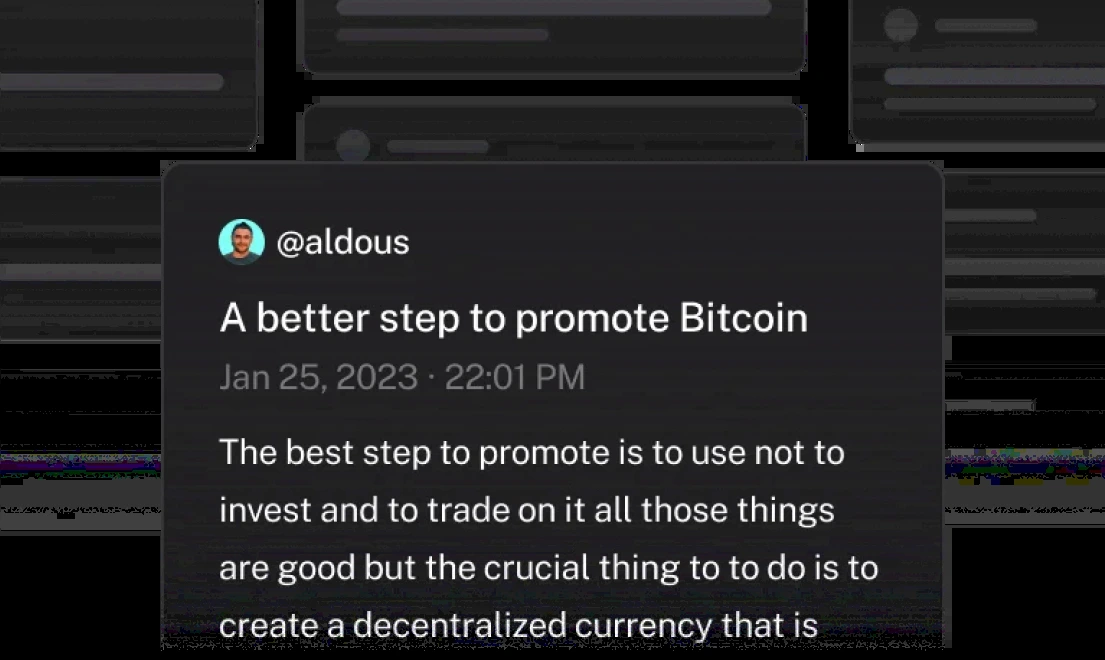 @aldous
A better step to promote Bitcoin
Jan 25, 2023 · 22:01 PM
The best step to promote is to use not to
invest and to trade on it all those things
are good but the crucial thing to to do is to
create a decentralized currency that is